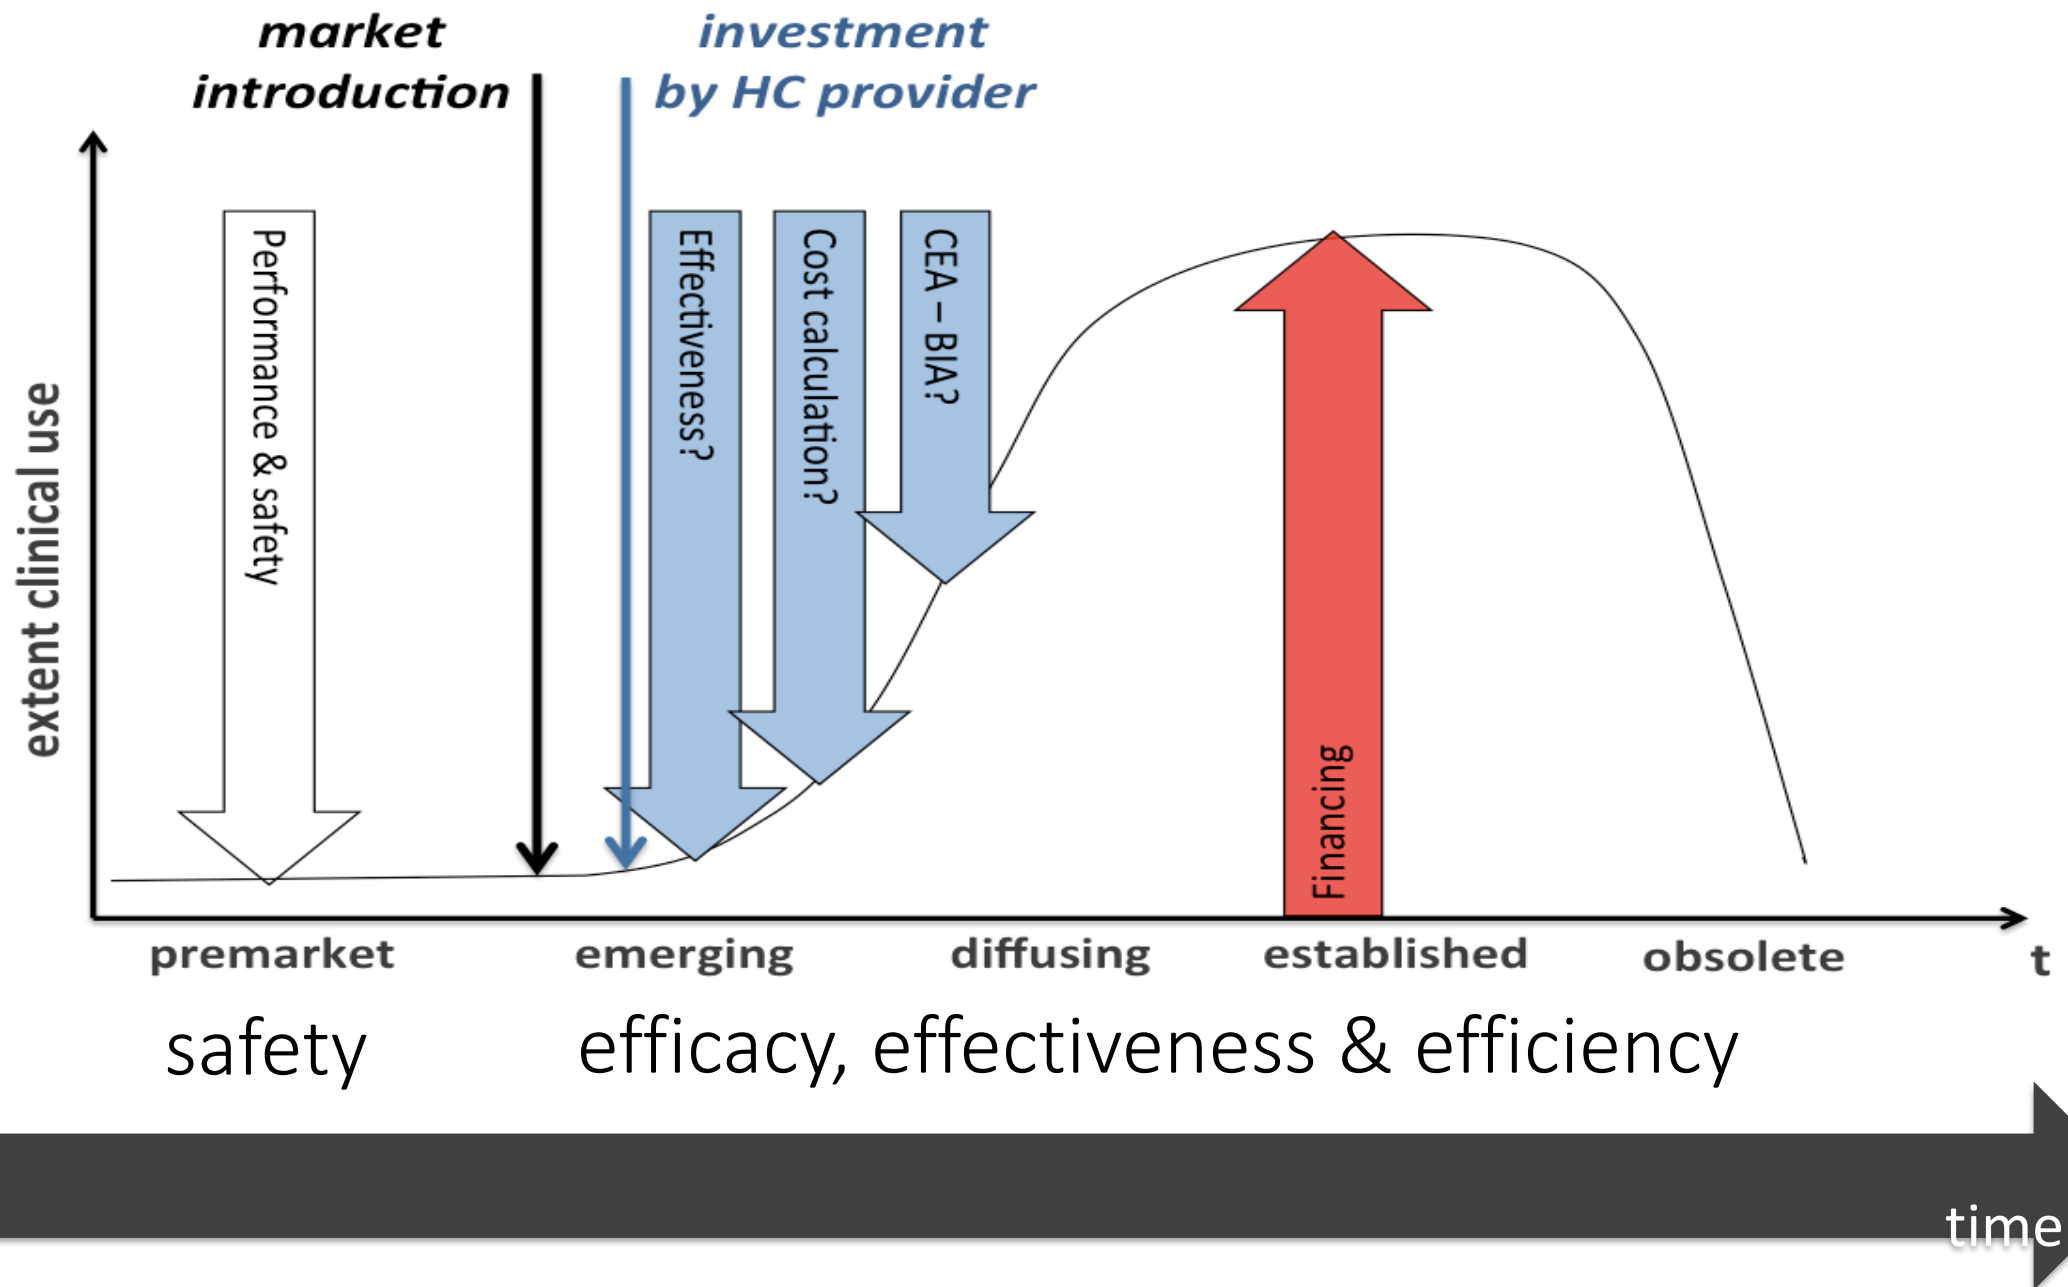 market
introduction
investment
by HC provider
extent clinical use
Performance & safety
Effectiveness?
Cost calculation?
CEA – BIA?
Financing
premarket
emerging
diffusing
established
obsolete
t
safety
efficacy, effectiveness & efficiency
time